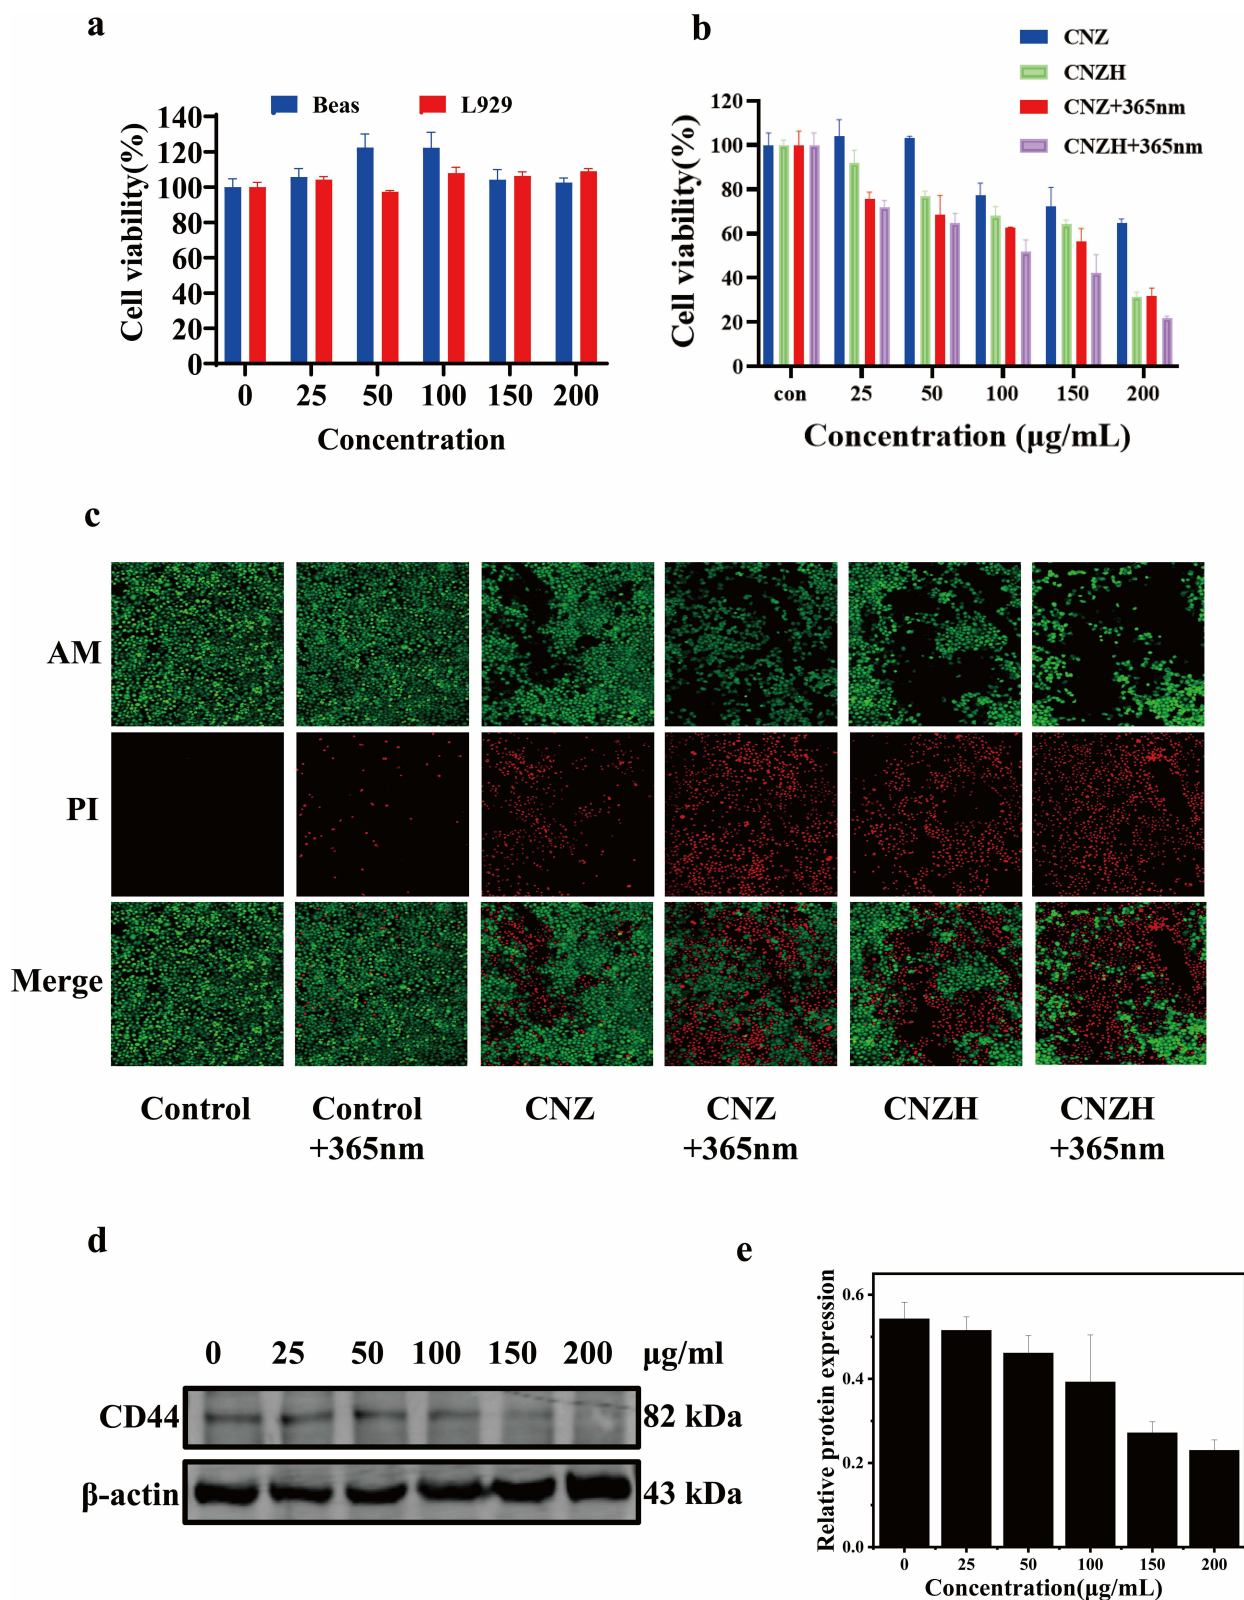 a
Beas
L929
140
120
100
80
60
40
20
0
Cell viability(%)
0 25 50 100 150 200
Concentration
b
CNZ
CNZH
CNZ+365nm
CNZH+365nm
120
100
80
60
40
20
0
Cell viability(%)
con 25 50 100 150 200
Concentration (μg/mL)
c
AM
PI
Merge
Control
Control
+365nm
CNZ
CNZ
+365nm
CNZH
CNZH
+365nm
d
0 25 50 100 150 200 μg/ml
CD44 82 kDa
β-actin 43 kDa
e
0.6
0.4
0.2
0.0
Relative protein expression
0 25 50 100 150 200
Concentration(μg/mL)